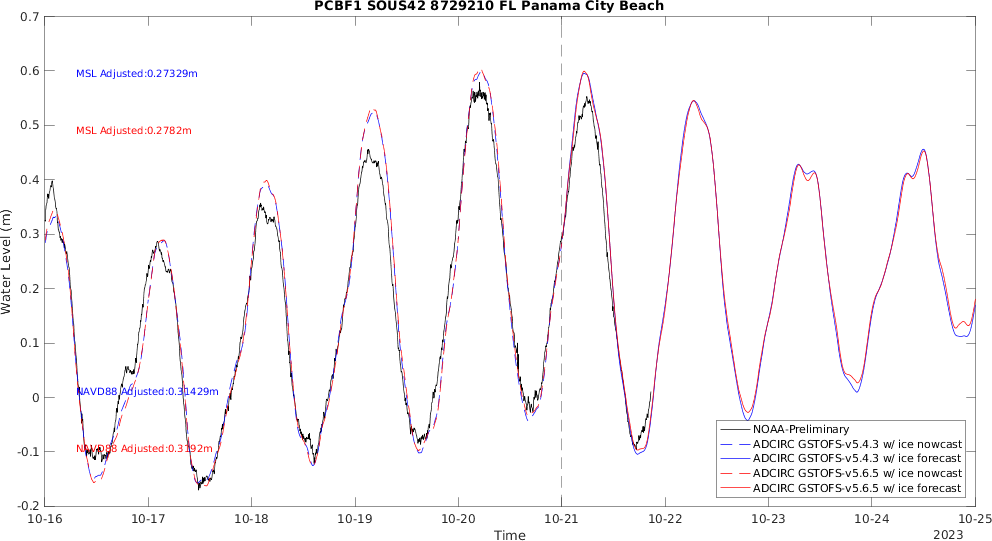 PCBF1 SOUS42 8729210 FL Panama City Beach
0.7
0.6
0.5
0.4
0.3
0.2
0.1
0
-0.1
-0.2
Water Level (m)
MSL Adjusted:0.27329m
MSL Adjusted:0.2782m
NAVD88 Adjusted:0.31429m
NAVD88 Adjusted:0.3192m
NOAA-Preliminary
ADCIRC GSTOFS-v5.4.3 w/ ice nowcast
ADCIRC GSTOFS-v5.4.3 w/ ice forecast
ADCIRC GSTOFS-v5.6.5 w/ ice nowcast
ADCIRC GSTOFS-v5.6.5 w/ ice forecast
10-16 10-17 10-18 10-19 10-20 10-21 10-22 10-23 10-24 10-25
Time
2023